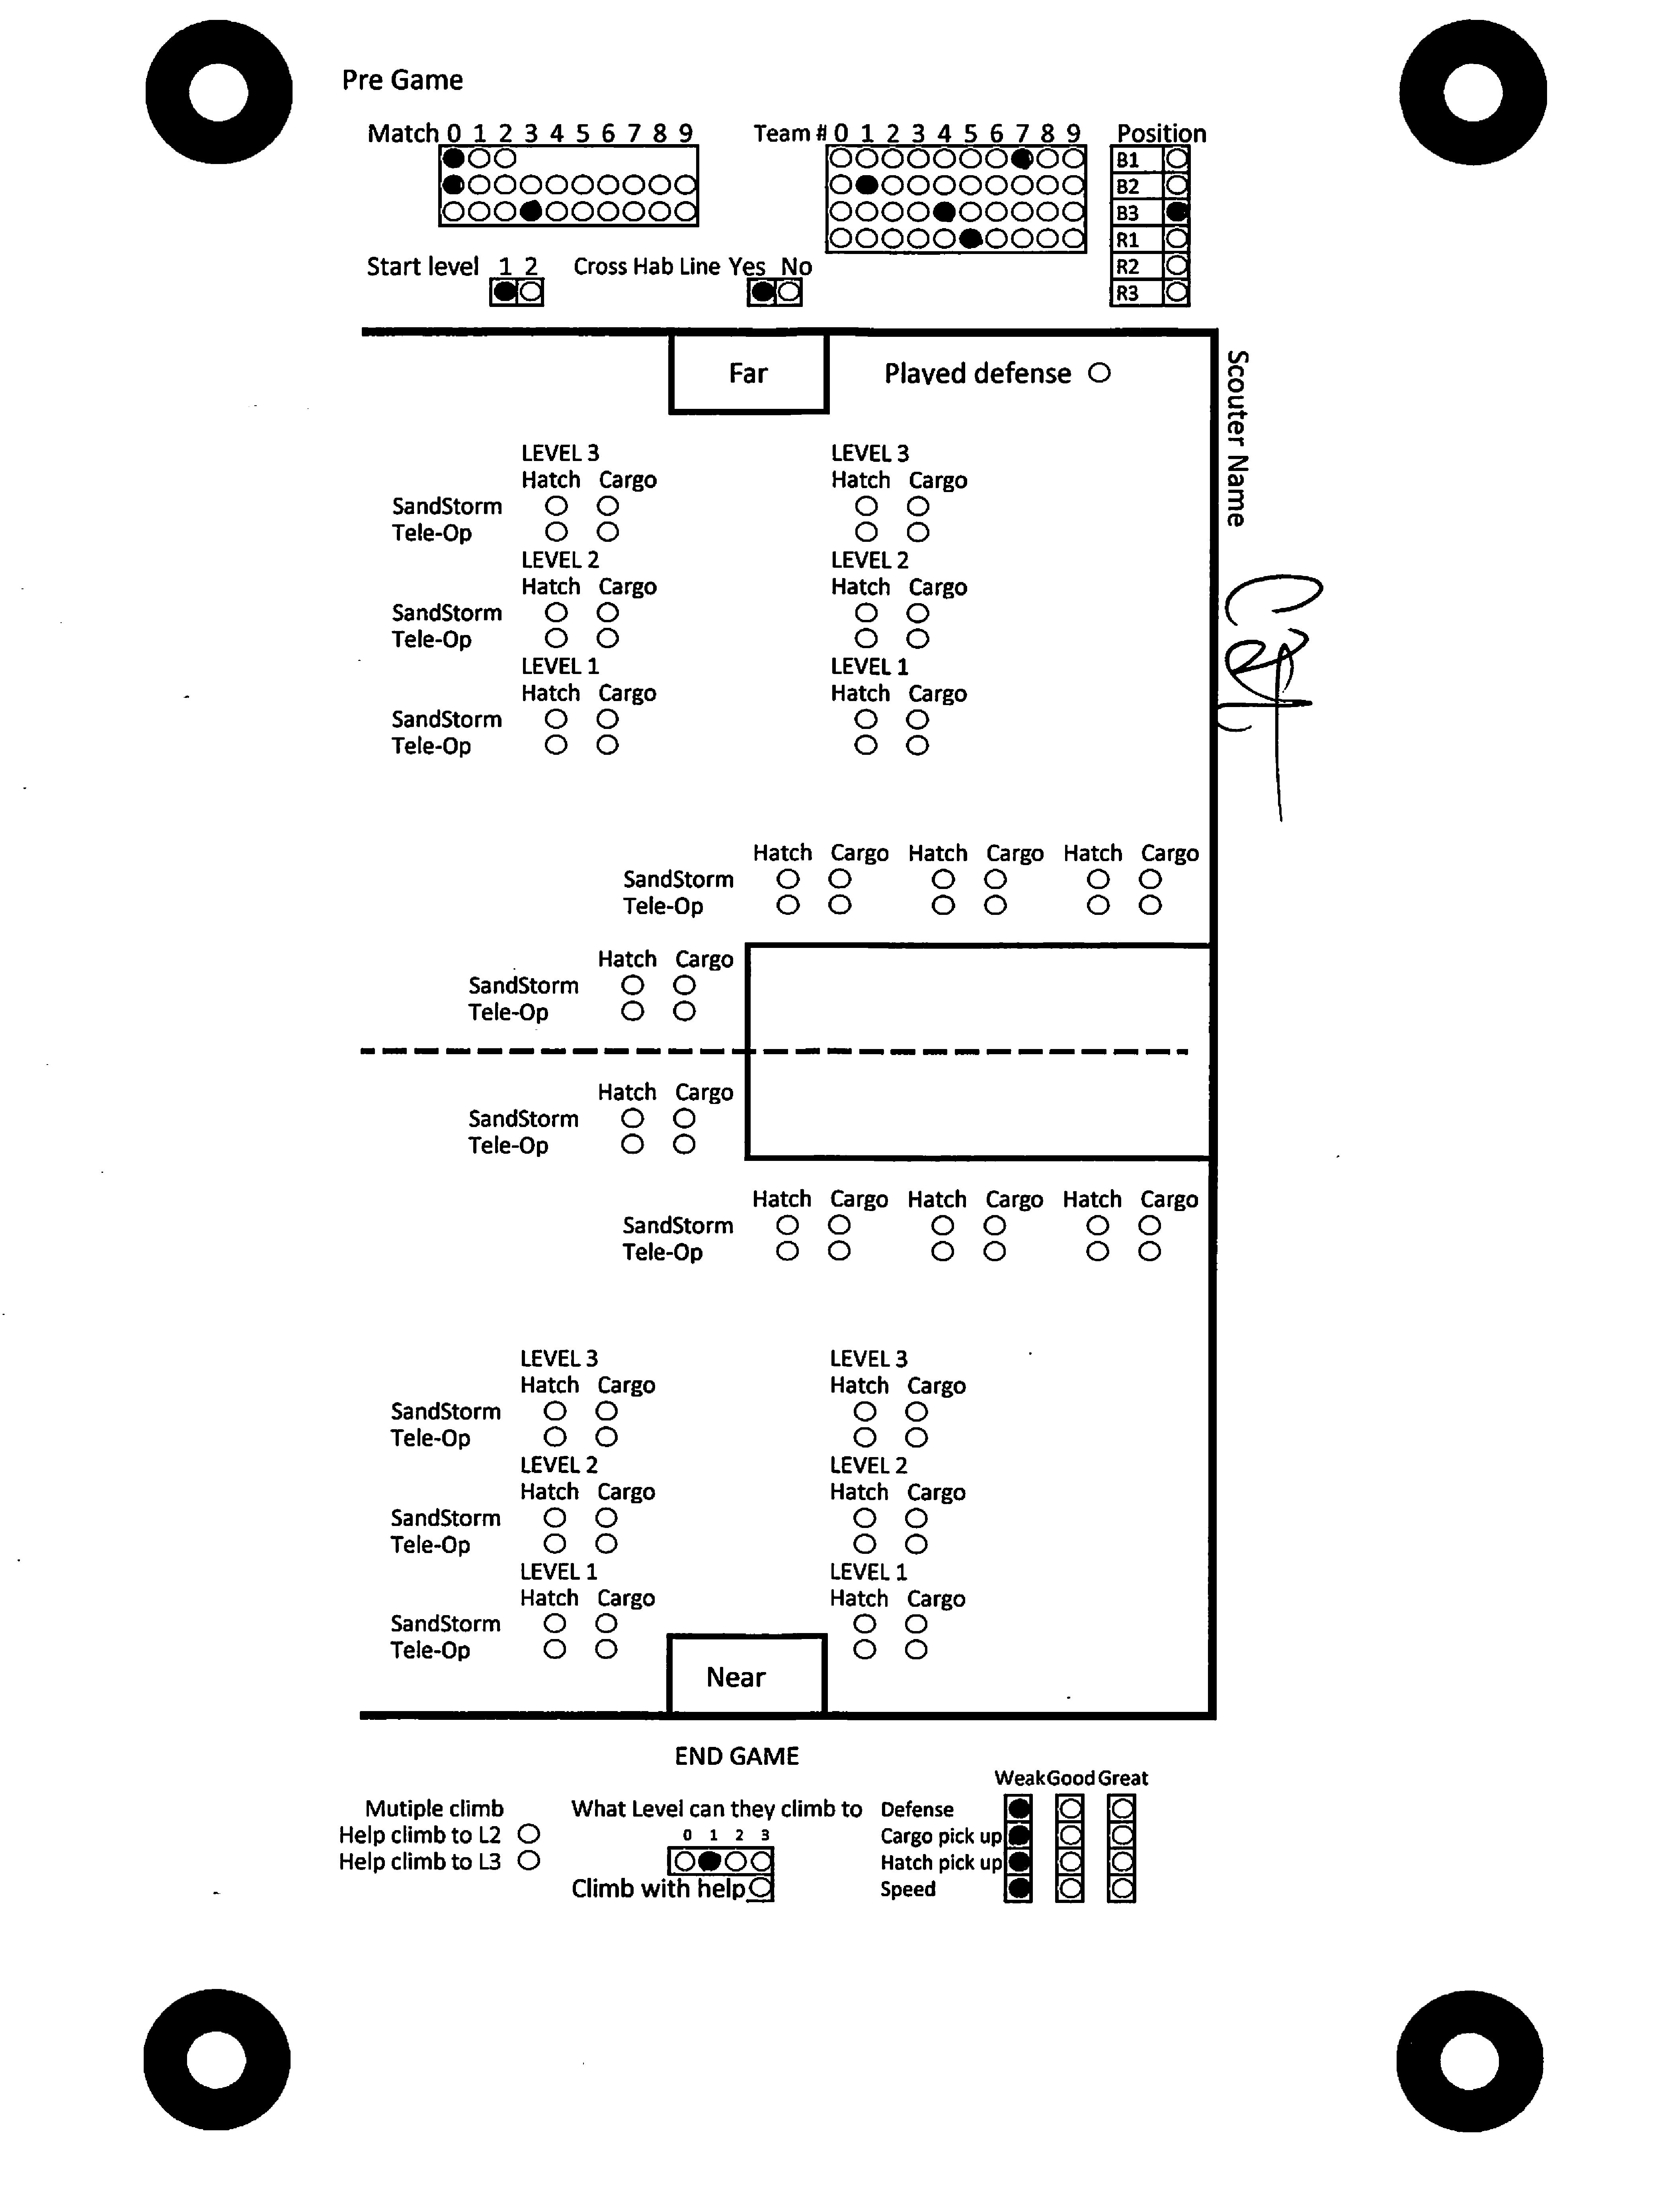 Pre Game
Match 0 1 2 3 4 5 6 7 8 9
Team # 0 1 2 3 4 5 6 7 8 9
Position
B1
B2
B3
R1
R2
R3
Start level 1 2
Cross Hab Line Yes No
Far
Played defense
Scouter Name
LEVEL 3 LEVEL 3
Hatch Cargo Hatch Cargo
SandStorm
Tele-Op
LEVEL 2 LEVEL 2
Hatch Cargo Hatch Cargo
SandStorm
Tele-Op
LEVEL 1 LEVEL 1
Hatch Cargo Hatch Cargo
SandStorm
Tele-Op
Hatch Cargo Hatch Cargo Hatch Cargo
SandStorm
Tele-Op
Hatch Cargo
SandStorm
Tele-Op
Hatch Cargo
SandStorm
Tele-Op
Hatch Cargo Hatch Cargo Hatch Cargo
SandStorm
Tele-Op
LEVEL 3 LEVEL 3
Hatch Cargo Hatch Cargo
SandStorm
Tele-Op
LEVEL 2 LEVEL 2
Hatch Cargo Hatch Cargo
SandStorm
Tele-Op
LEVEL 1 LEVEL 1
Hatch Cargo Hatch Cargo
SandStorm
Tele-Op
Near
END GAME
Mutiple climb
Help climb to L2
Help climb to L3
What Level can they climb to
0 1 2 3
Climb with help
Weak Good Great
Defense
Cargo pick up
Hatch pick up
Speed